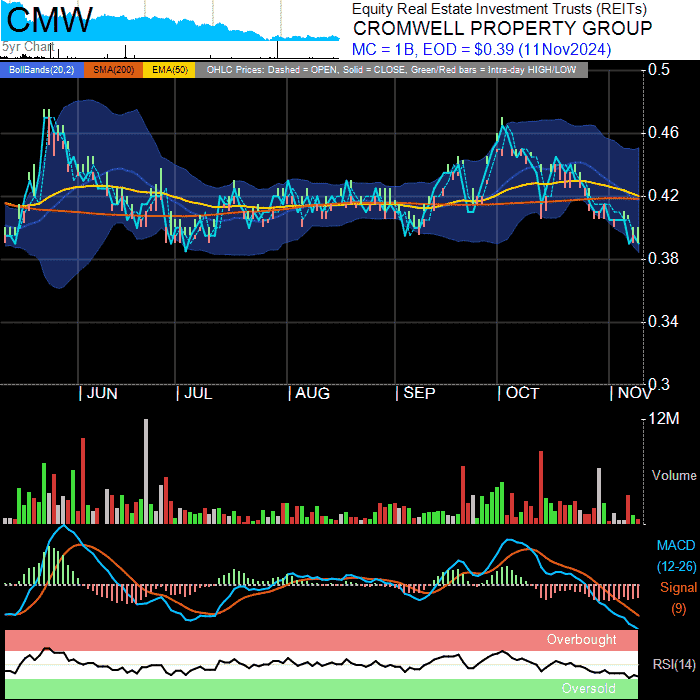 CMW
Equity Real Estate Investment Trusts (REITs)
CROMWELL PROPERTY GROUP
MC = 1B, EOD = $0.39 (11Nov2024)
5yr Chart
BollBands(20,2) SMA(200) EMA(50) OHLC Prices: Dashed = OPEN, Solid = CLOSE, Green/Red bars = Intra-day HIGH/LOW
0.5
0.46
0.42
0.38
0.34
0.3
JUN JUL AUG SEP OCT NOV
12M
Volume
MACD
(12-26)
Signal
(9)
Overbought
RSI(14)
Oversold